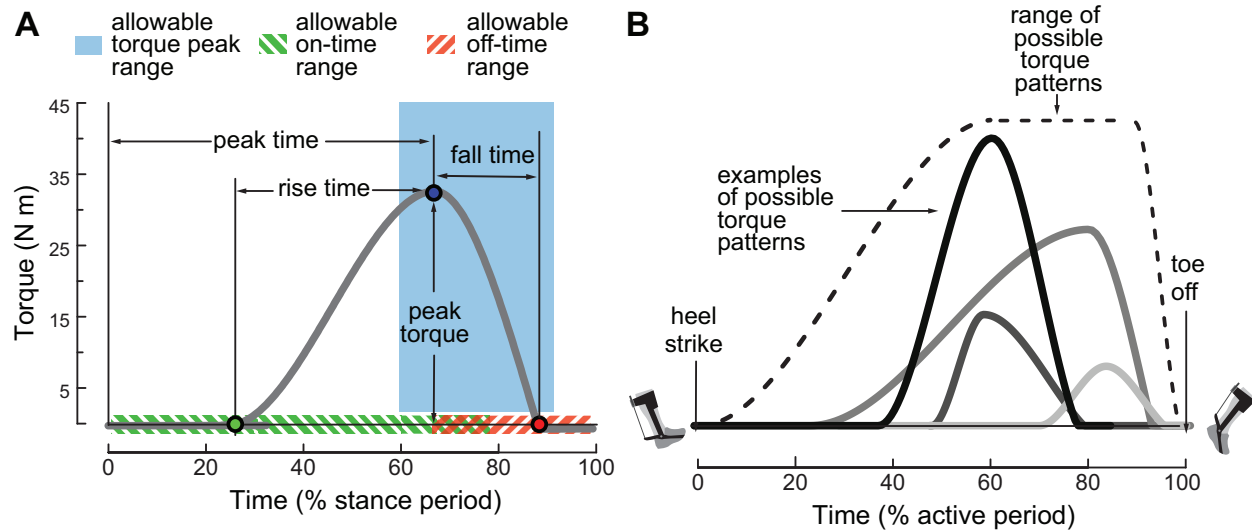 A
allowable
torque peak
range
allowable
on-time
range
allowable
off-time
range
45
35
25
15
5
Torque (N m)
peak time
fall time
rise time
peak
torque
0
20
40
60
80
100
Time (% stance period)
B
range of
possible
torque
patterns
examples
of possible
torque
patterns
heel
strike
toe
off
0
20
40
60
80
100
Time (% active period)